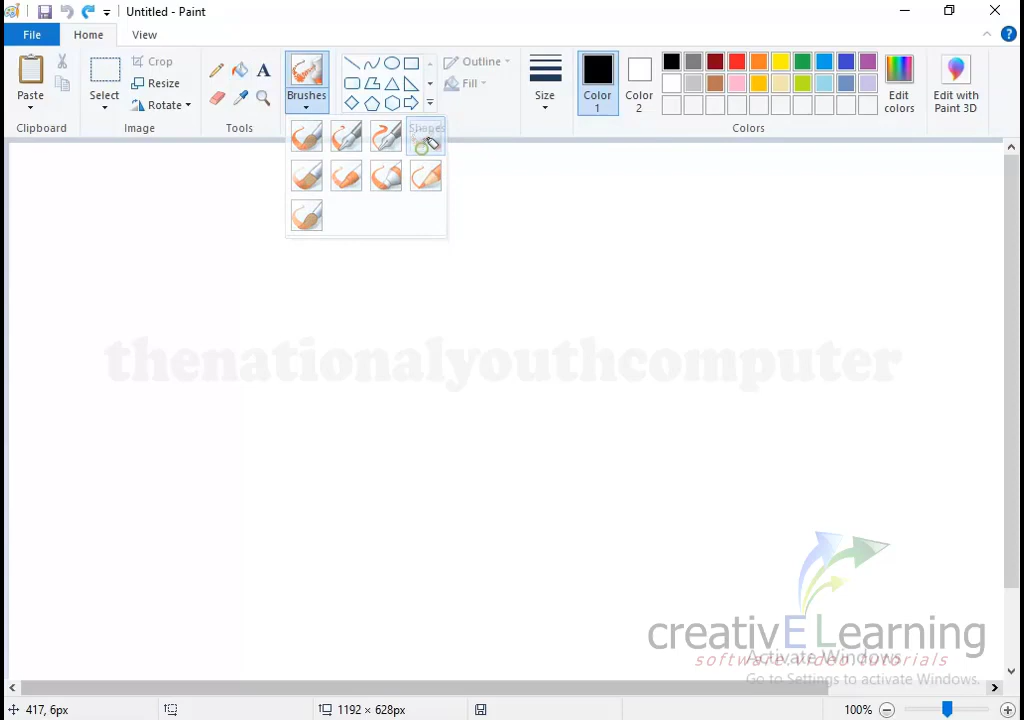 Untitled - Paint
File
Home
View
Paste
Clipboard
Select
Crop
Resize
Rotate
Image
A
Tools
Brushes
Shapes
Outline
Fill
Size
Color 1
Color 2
Edit colors
Colors
Edit with Paint 3D
thenationalyouthcomputer
creativELearning
software video tutorials
Activate Windows
Go to Settings to activate Windows.
417, 6px
1192 × 628px
100%